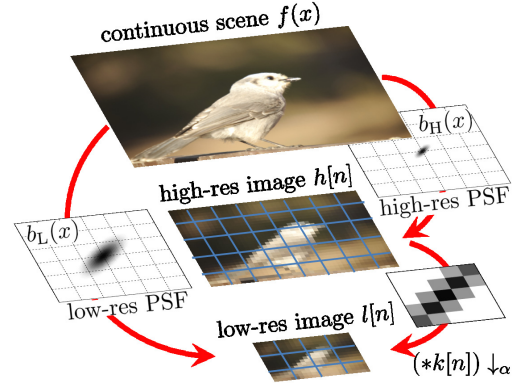 continuous scene f(x)
b_H(x)
high-res image h[n]
high-res PSF
b_L(x)
low-res PSF
low-res image l[n]
(*k[n]) ↓_α